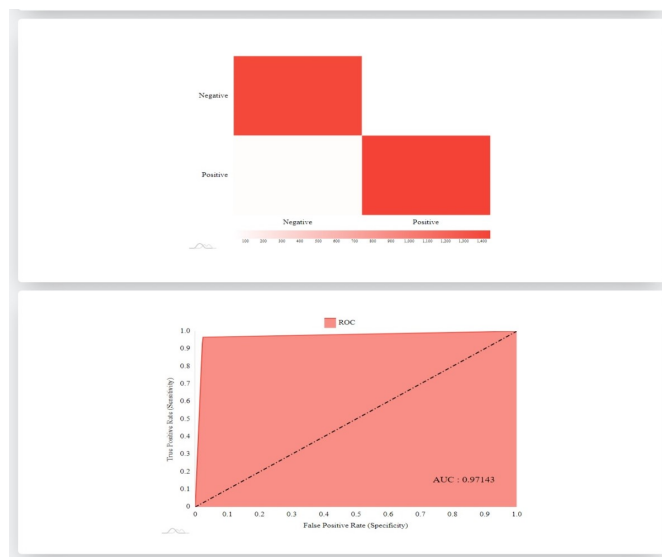 Negative
Positive
Negative Positive
100 200 300 400 500 600 700 800 900 1,000 1,100 1,200 1,300 1,400
ROC
1.0
0.9
0.8
0.7
0.6
0.5
0.4
0.3
0.2
0.1
0
True Positive Rate (Sensitivity)
AUC : 0.97143
0 0.1 0.2 0.3 0.4 0.5 0.6 0.7 0.8 0.9 1.0
False Positive Rate (Specificity)